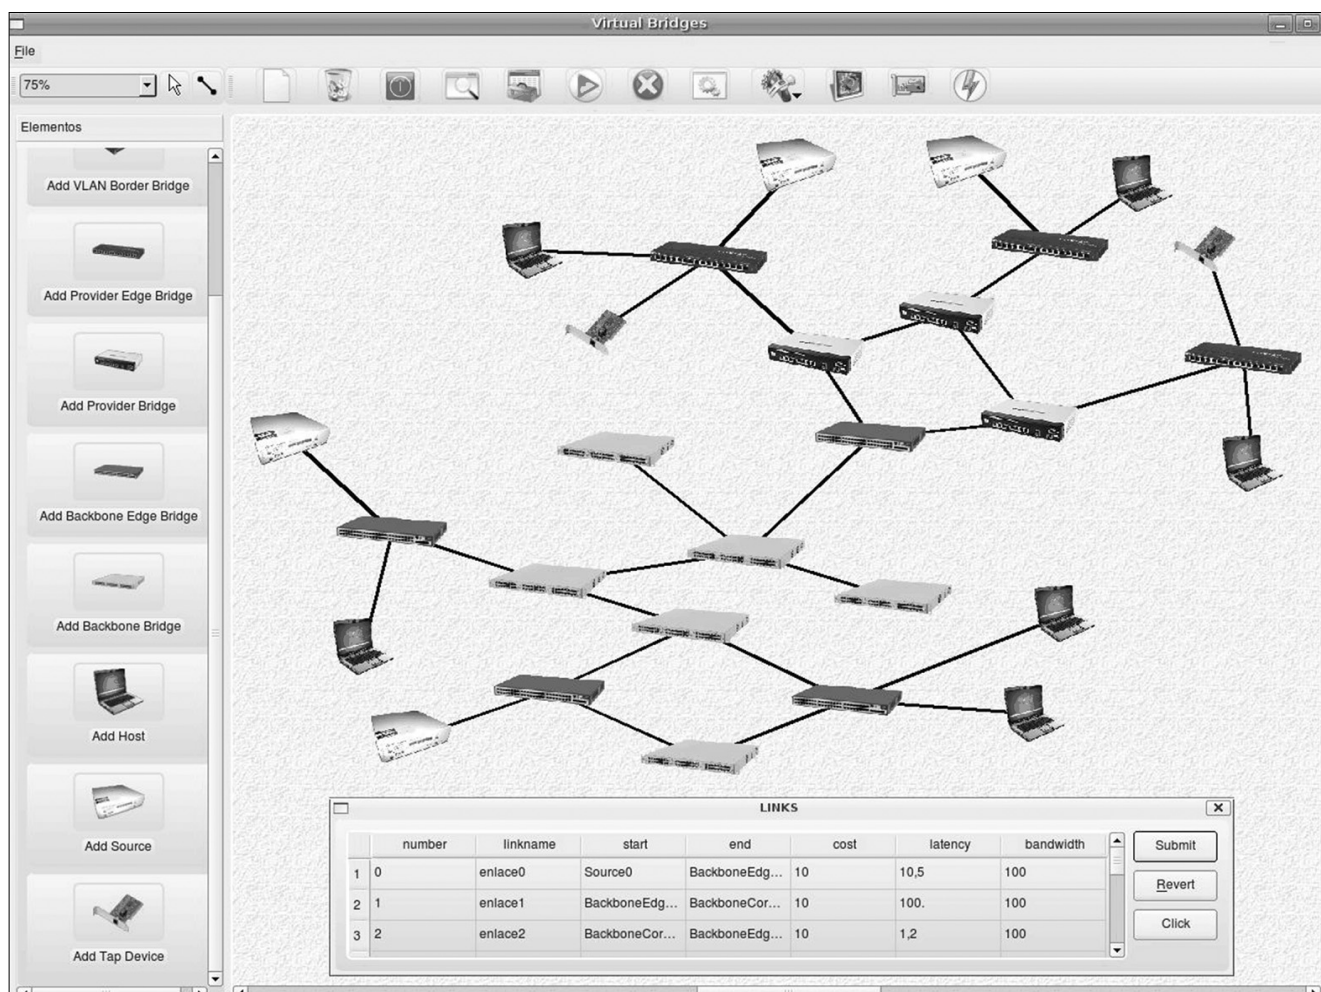 Virtual Bridges
File
75%
Elementos
Add VLAN Border Bridge
Add Provider Edge Bridge
Add Provider Bridge
Add Backbone Edge Bridge
Add Backbone Bridge
Add Host
Add Source
Add Tap Device
LINKS
number linkname start end cost latency bandwidth
1 0 enlace0 Source0 BackboneEdg... 10 10,5 100
2 1 enlace1 BackboneEdg... BackboneCor... 10 100. 100
3 2 enlace2 BackboneCor... BackboneEdg... 10 1,2 100
Submit
Revert
Click